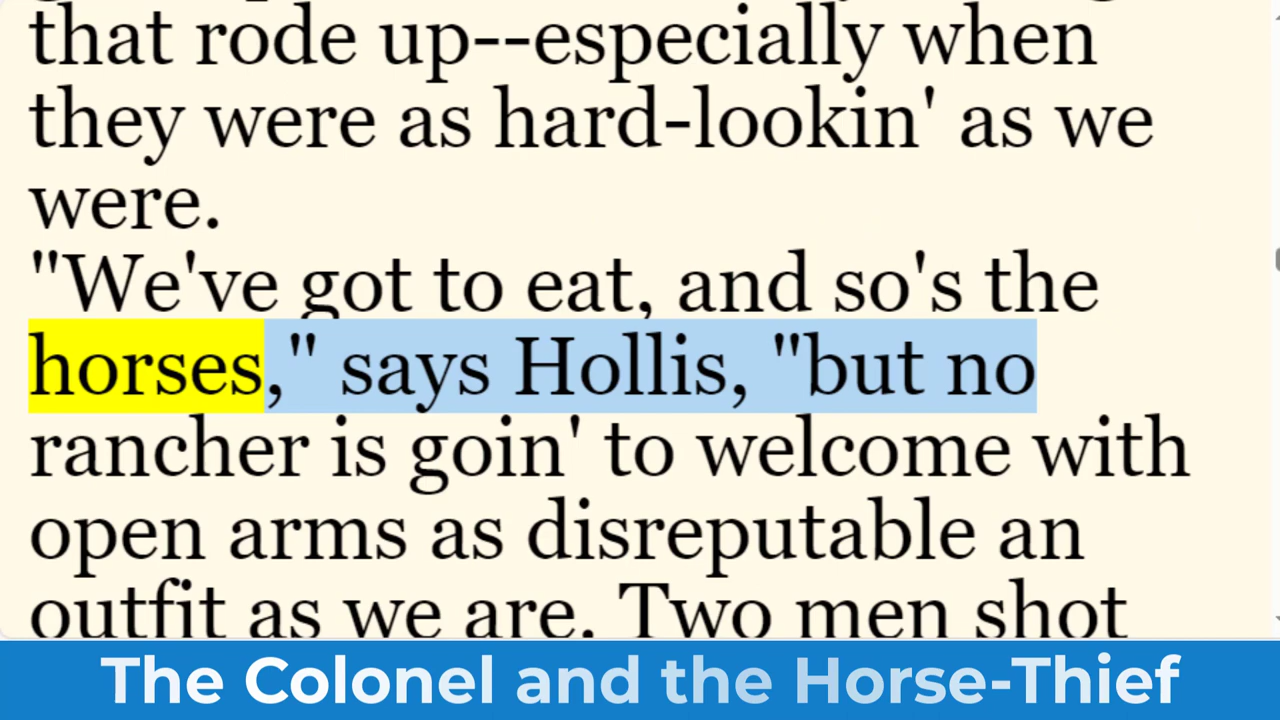 that rode up--especially when
they were as hard-lookin' as we
were.
"We've got to eat, and so's the
horses," says Hollis, "but no
rancher is goin' to welcome with
open arms as disreputable an
outfit as we are. Two men shot
The Colonel and the Horse-Thief